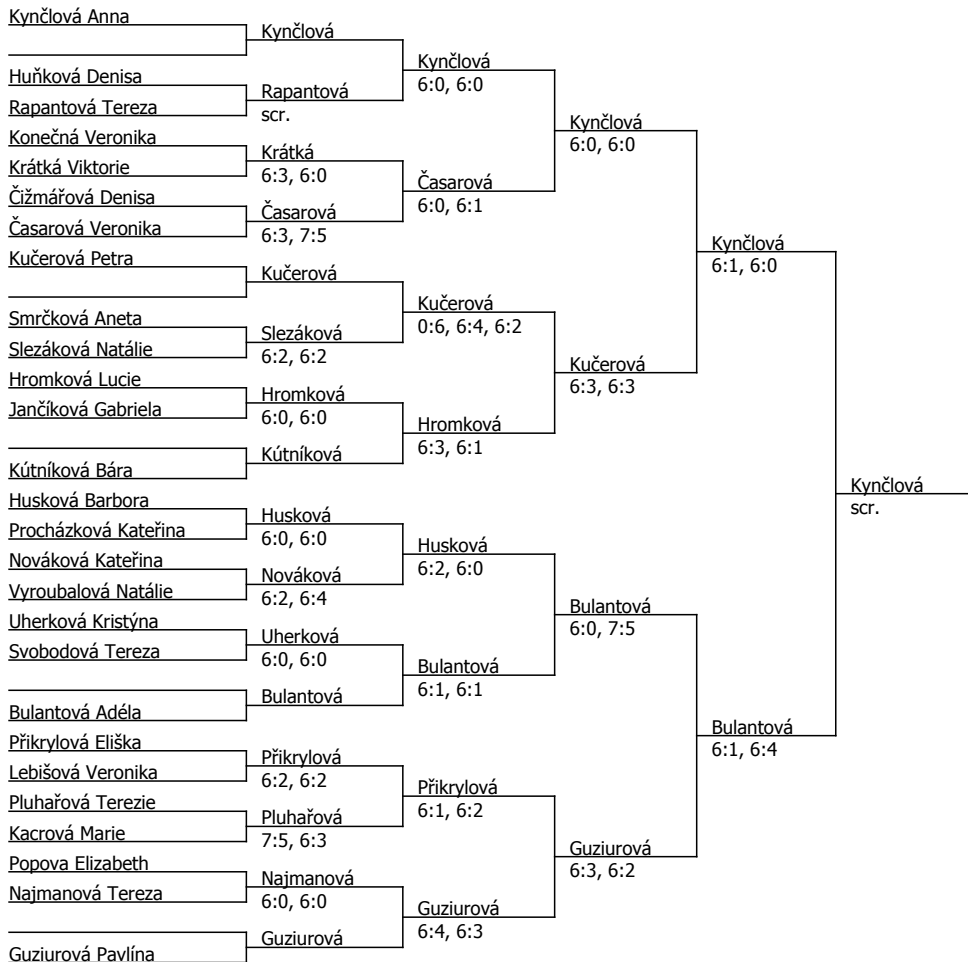 Kynčlová Anna
Huňková Denisa
Rapantová Tereza
Konečná Veronika
Krátká Viktorie
Čižmářová Denisa
Časarová Veronika
Kučerová Petra
Smrčková Aneta
Slezáková Natálie
Hromková Lucie
Jančíková Gabriela
Kútníková Bára
Husková Barbora
Procházková Kateřina
Nováková Kateřina
Vyroubalová Natálie
Uherková Kristýna
Svobodová Tereza
Bulantová Adéla
Přikrylová Eliška
Lebišová Veronika
Pluhařová Terezie
Kacrová Marie
Popova Elizabeth
Najmanová Tereza
Guziurová Pavlína
Kynčlová
Rapantová
scr.
Krátká
6:3, 6:0
Časarová
6:3, 7:5
Kučerová
Slezáková
6:2, 6:2
Hromková
6:0, 6:0
Kútníková
Husková
6:0, 6:0
Nováková
6:2, 6:4
Uherková
6:0, 6:0
Bulantová
Přikrylová
6:2, 6:2
Pluhařová
7:5, 6:3
Najmanová
6:0, 6:0
Guziurová
Kynčlová
6:0, 6:0
Časarová
6:0, 6:1
Kučerová
0:6, 6:4, 6:2
Hromková
6:3, 6:1
Husková
6:2, 6:0
Bulantová
6:1, 6:1
Přikrylová
6:1, 6:2
Guziurová
6:4, 6:3
Kynčlová
6:0, 6:0
Kučerová
6:3, 6:3
Bulantová
6:0, 7:5
Guziurová
6:3, 6:2
Kynčlová
6:1, 6:0
Bulantová
6:1, 6:4
Kynčlová
scr.